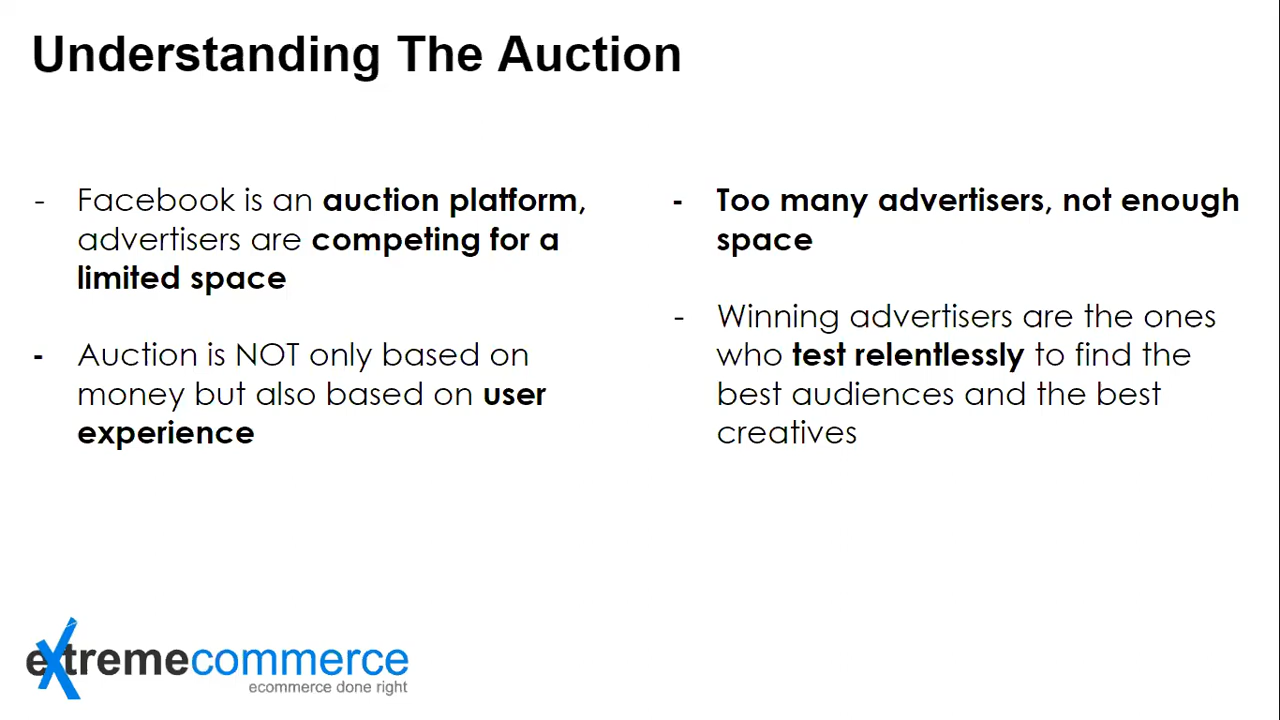 Understanding The Auction
- Facebook is an auction platform,
advertisers are competing for a
limited space
- Auction is NOT only based on
money but also based on user
experience
- Too many advertisers, not enough
space
- Winning advertisers are the ones
who test relentlessly to find the
best audiences and the best
creatives
extremecommerce
ecommerce done right